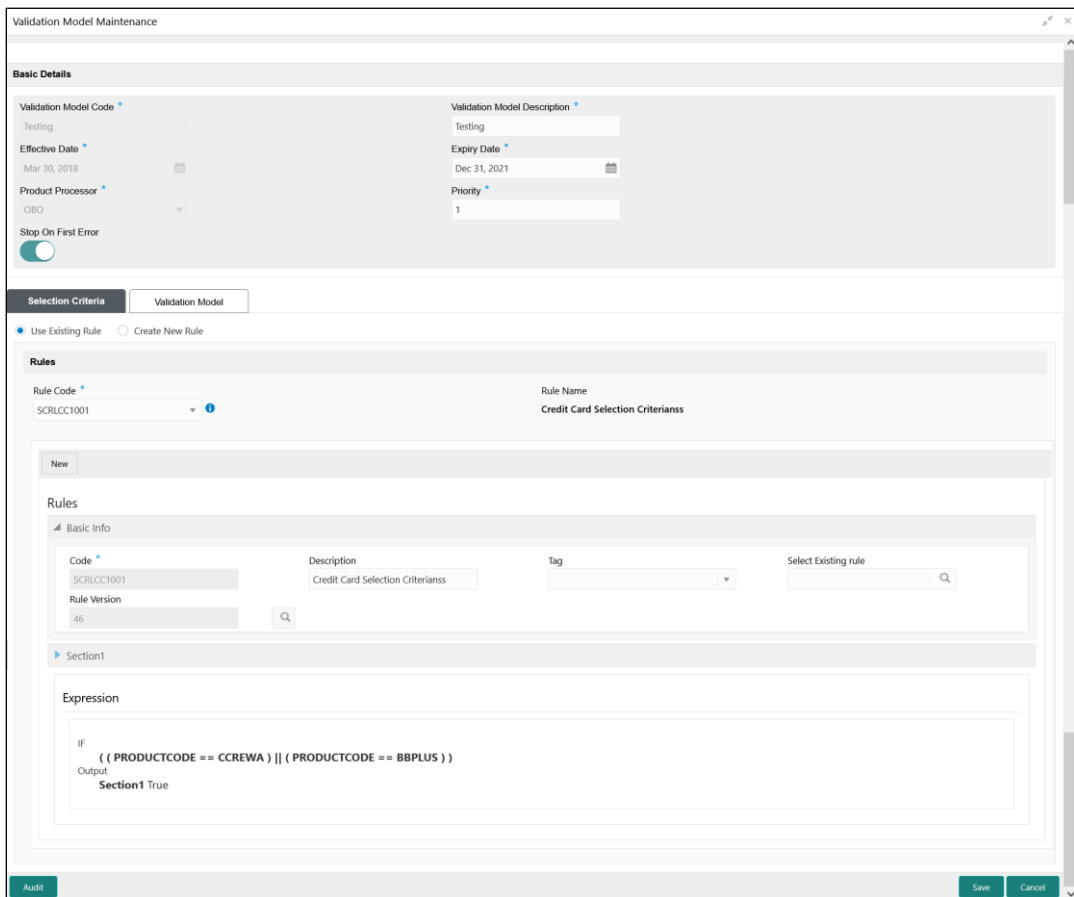 Validation Model Maintenance
Basic Details
Validation Model Code * Validation Model Description *
Testing Testing
Effective Date * Expiry Date *
Mar 30, 2018 Dec 31, 2021
Product Processor * Priority *
OBO 1
Stop On First Error
Selection Criteria Validation Model
Use Existing Rule Create New Rule
Rules
Rule Code * Rule Name
SCRLCC1001 Credit Card Selection Criterianss
New
Rules
Basic Info
Code * Description Tag Select Existing rule
SCRLCC1001 Credit Card Selection Criterianss
Rule Version
46
Section1
Expression
IF
( ( PRODUCTCODE == CCREWA ) || ( PRODUCTCODE == BBPLUS ) )
Output
Section1 True
Audit Save Cancel